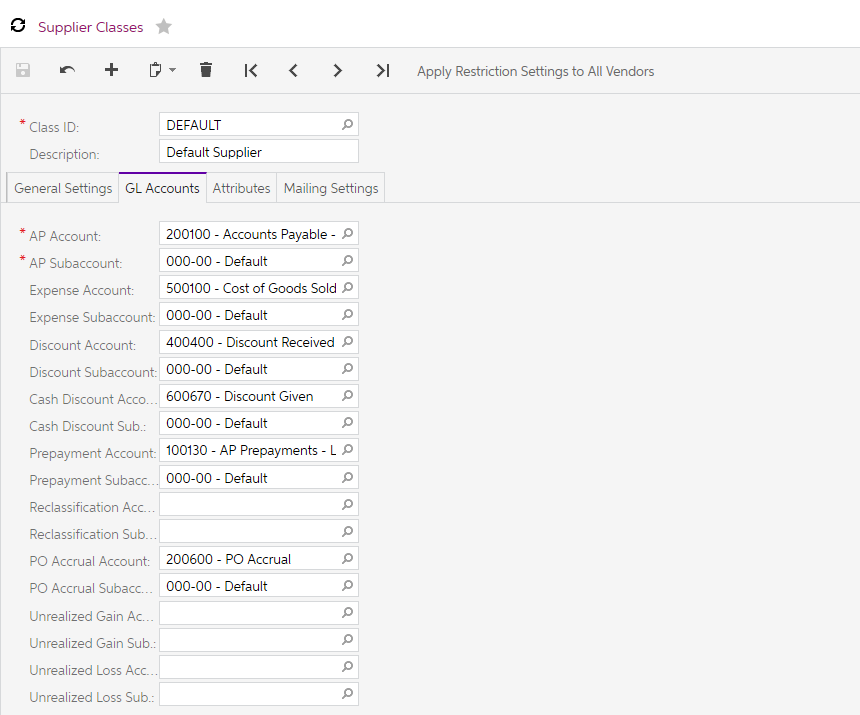 Supplier Classes
Apply Restriction Settings to All Vendors
* Class ID: DEFAULT
Description: Default Supplier
General Settings GL Accounts Attributes Mailing Settings
* AP Account: 200100 - Accounts Payable -
* AP Subaccount: 000-00 - Default
Expense Account: 500100 - Cost of Goods Sold
Expense Subaccount: 000-00 - Default
Discount Account: 400400 - Discount Received
Discount Subaccount: 000-00 - Default
Cash Discount Acco... 600670 - Discount Given
Cash Discount Sub.: 000-00 - Default
Prepayment Account: 100130 - AP Prepayments - L
Prepayment Subacc... 000-00 - Default
Reclassification Acc...
Reclassification Sub...
PO Accrual Account: 200600 - PO Accrual
PO Accrual Subacc... 000-00 - Default
Unrealized Gain Ac...
Unrealized Gain Sub.:
Unrealized Loss Acc...
Unrealized Loss Sub.: